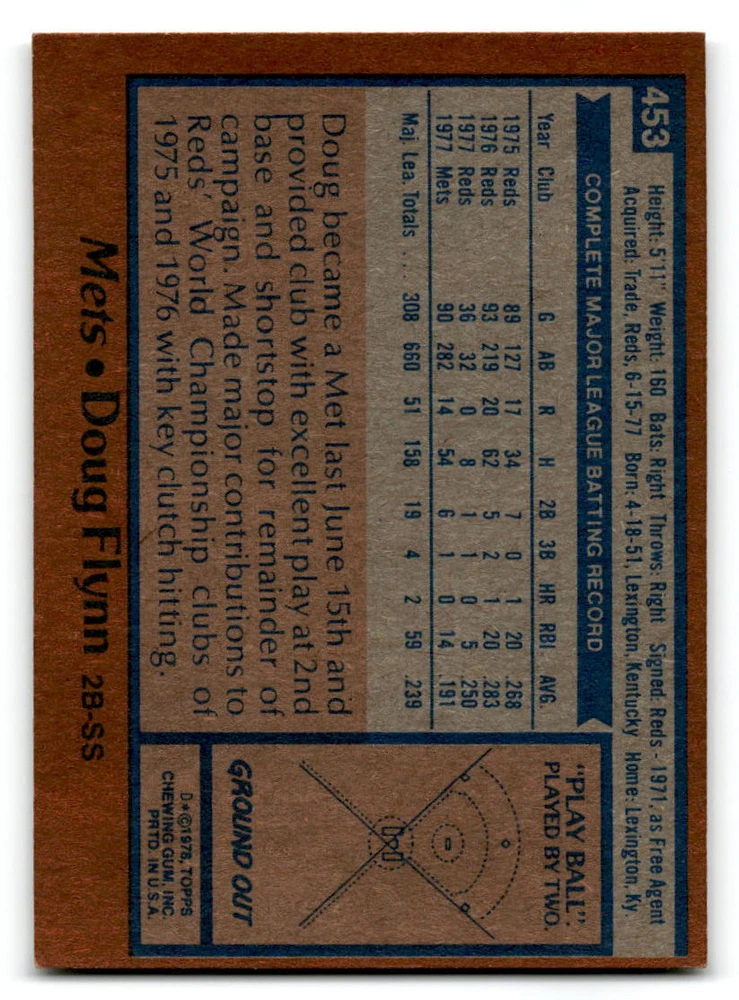 453
Height: 5'11" Weight: 160 Bats: Right Throws: Right Signed: Reds - 1971, as Free Agent
Acquired: Trade, Reds, 6-15-77 Born: 4-18-51, Lexington, Kentucky Home: Lexington, Ky.
COMPLETE MAJOR LEAGUE BATTING RECORD
Year Club G AB R H 2B 3B HR RBI AVG.
1975 Reds 89 127 17 34 7 0 1 20 .268
1976 Reds 93 219 20 62 5 2 1 20 .283
1977 Reds 36 32 0 8 1 1 0 5 .250
1977 Mets 90 282 14 54 6 1 0 14 .191
Maj. Lea. Totals . . . 308 660 51 158 19 4 2 59 .239
Doug became a Met last June 15th and
provided club with excellent play at 2nd
base and shortstop for remainder of
campaign. Made major contributions to
Reds' World Championship clubs of
1975 and 1976 with key clutch hitting.
"PLAY BALL".
PLAYED BY TWO.
GROUND OUT
D★©1978, TOPPS
CHEWING GUM, INC.
PRTD. IN U.S.A.
Mets • Doug Flynn 2B-SS